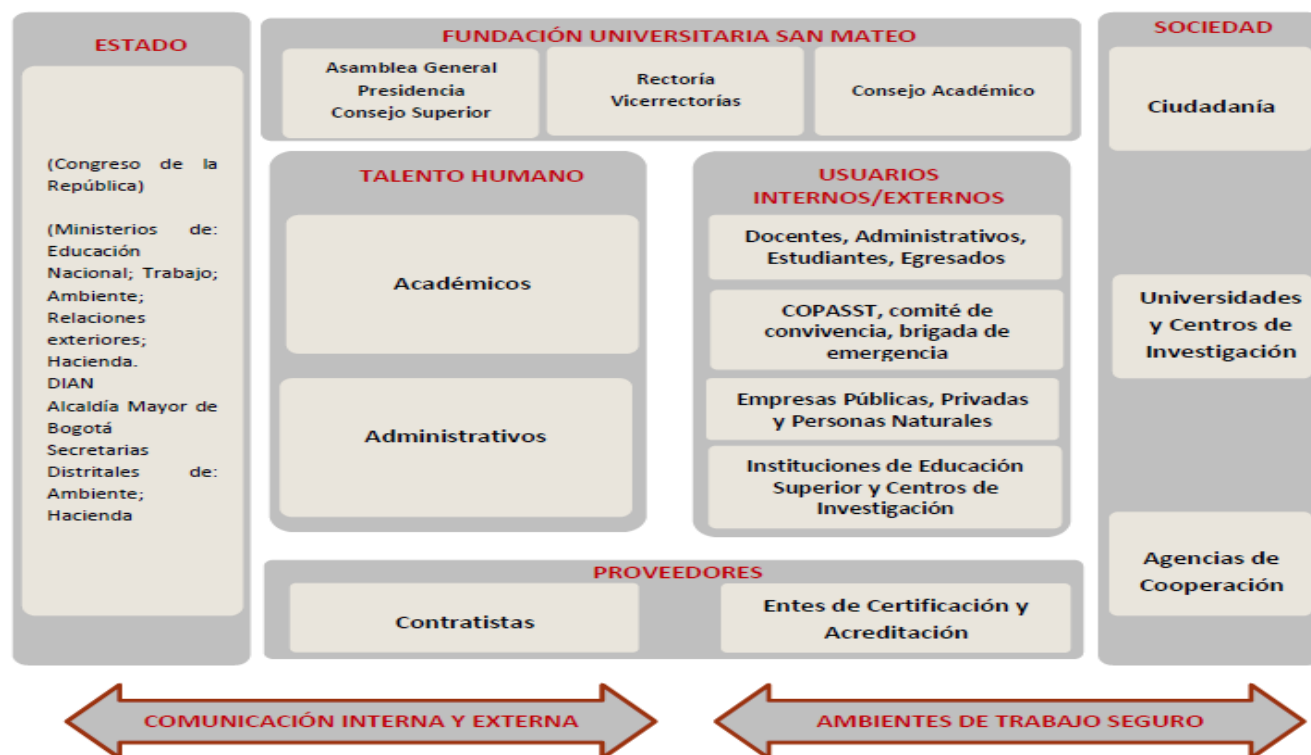 ESTADO
(Congreso de la
República)
(Ministerios de:
Educación
Nacional; Trabajo;
Ambiente;
Relaciones
exteriores;
Hacienda.
DIAN
Alcaldía Mayor de
Bogotá
Secretarias
Distritales de:
Ambiente;
Hacienda
FUNDACIÓN UNIVERSITARIA SAN MATEO
Asamblea General
Presidencia
Consejo Superior
Rectoría
Vicerrectorías
Consejo Académico
TALENTO HUMANO
Académicos
Administrativos
USUARIOS
INTERNOS/EXTERNOS
Docentes, Administrativos,
Estudiantes, Egresados
COPASST, comité de
convivencia, brigada de
emergencia
Empresas Públicas, Privadas
y Personas Naturales
Instituciones de Educación
Superior y Centros de
Investigación
PROVEEDORES
Contratistas
Entes de Certificación y
Acreditación
SOCIEDAD
Ciudadanía
Universidades
y Centros de
Investigación
Agencias de
Cooperación
COMUNICACIÓN INTERNA Y EXTERNA
AMBIENTES DE TRABAJO SEGURO